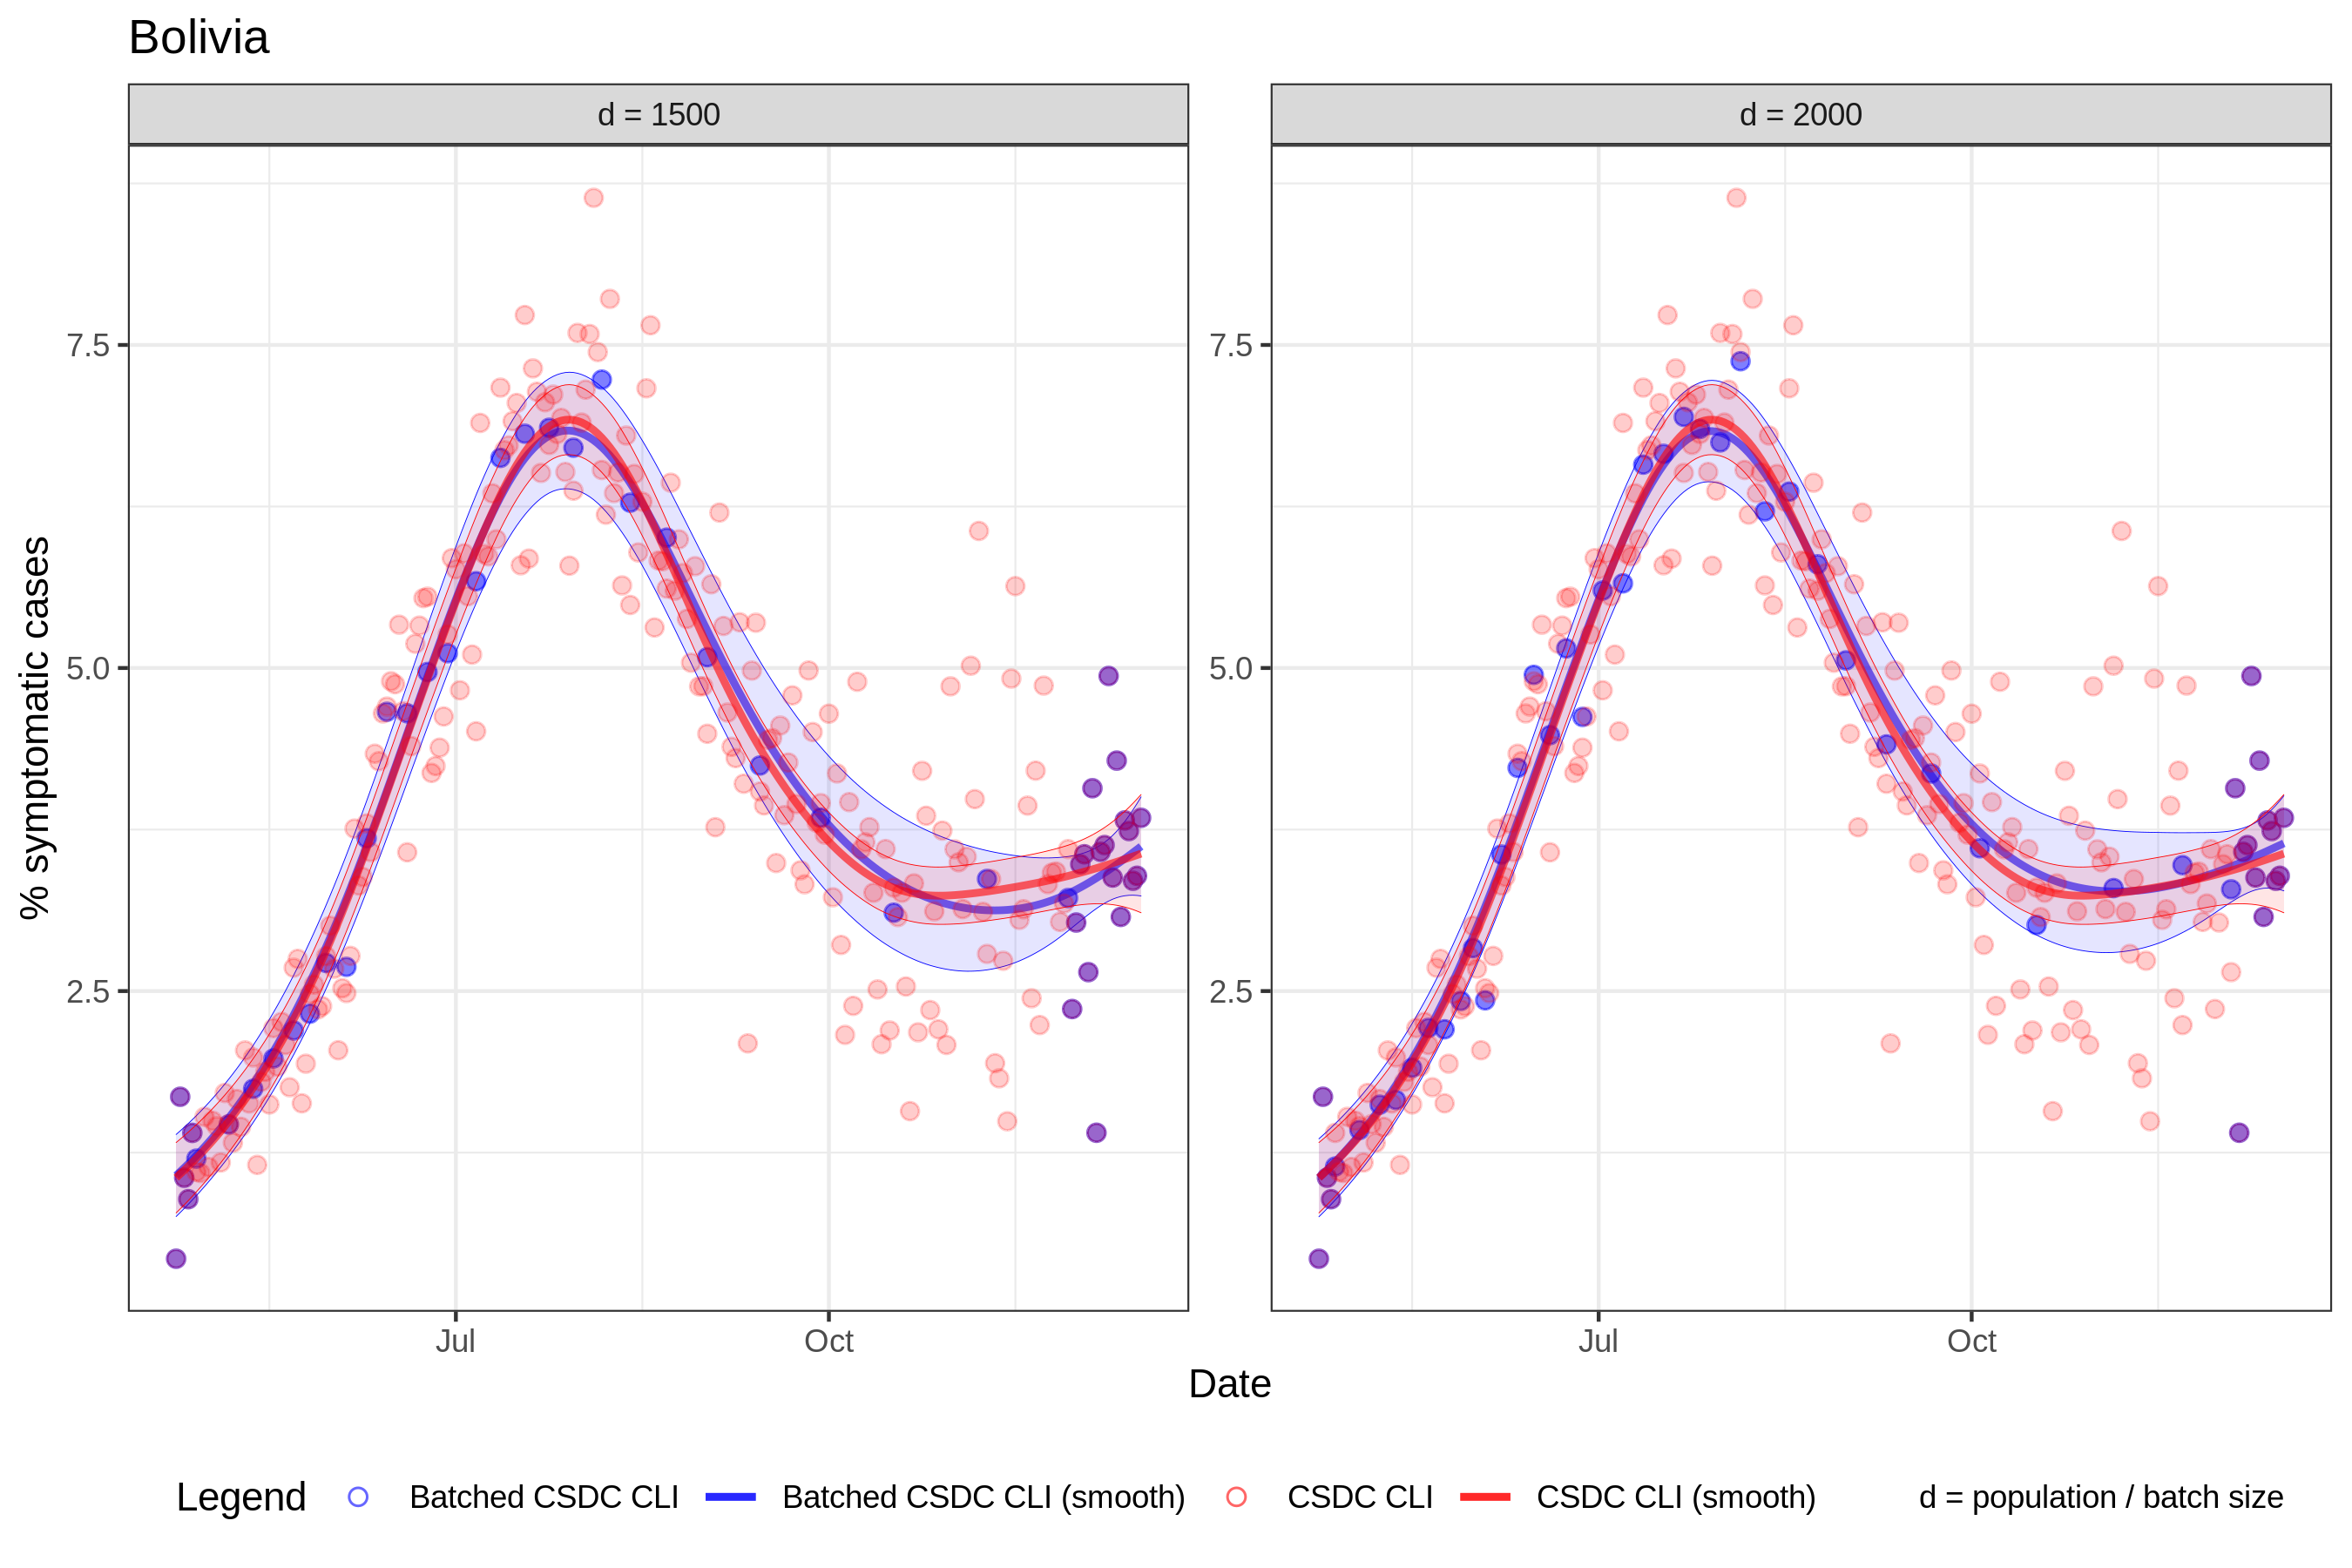 Bolivia
d = 1500
d = 2000
% symptomatic cases
7.5
5.0
2.5
7.5
5.0
2.5
Jul
Oct
Jul
Oct
Date
Legend
Batched CSDC CLI
Batched CSDC CLI (smooth)
CSDC CLI
CSDC CLI (smooth)
d = population / batch size